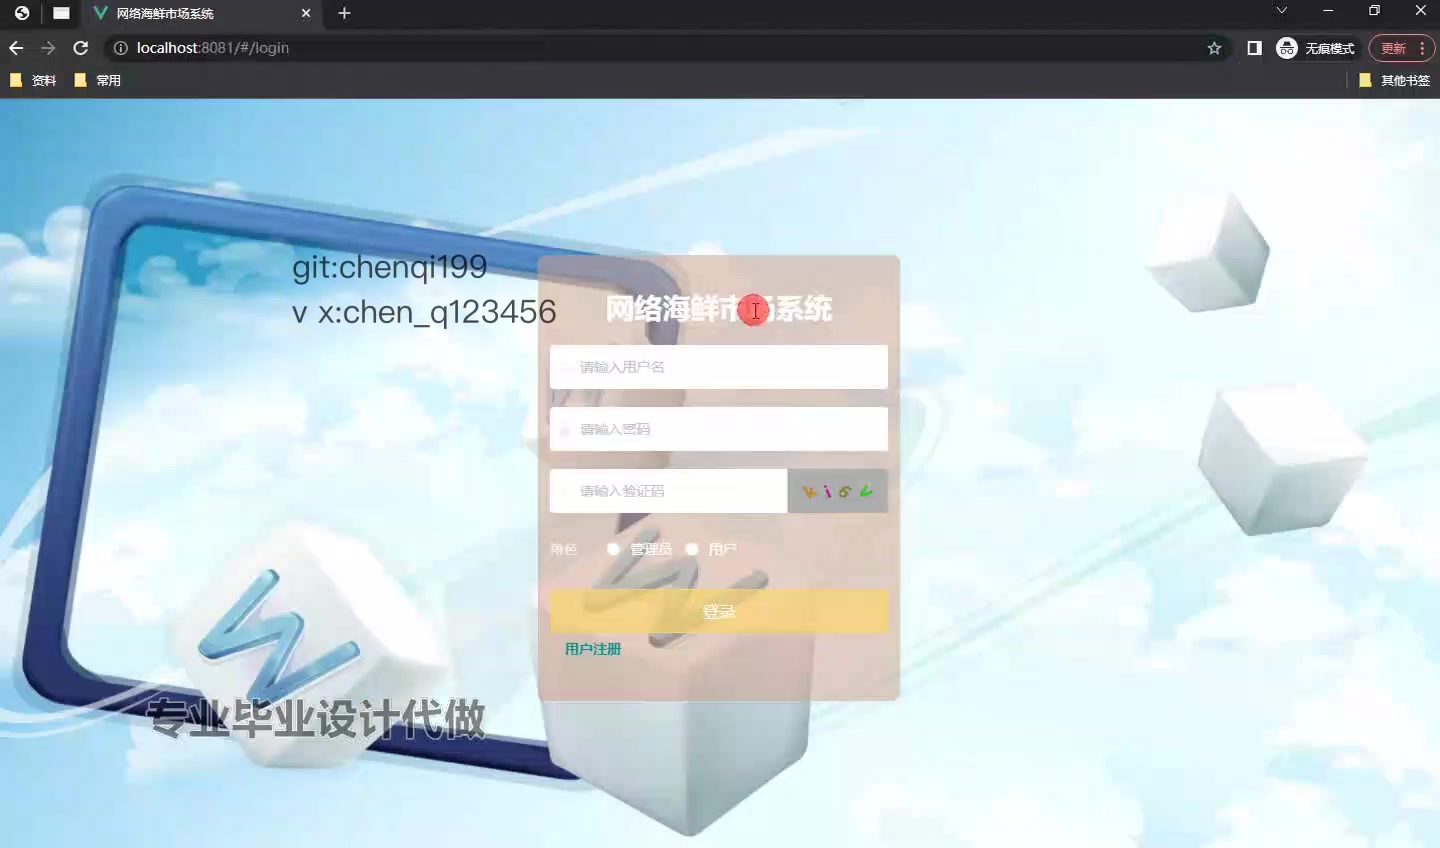 网络海鲜市场系统
localhost:8081/#/login
无痕模式
更新
资料
常用
其他书签
git:chenqi199
v x:chen_q123456
网络海鲜市场系统
请输入用户名
请输入密码
请输入验证码
角色 管理员 用户
登录
用户注册
专业毕业设计代做